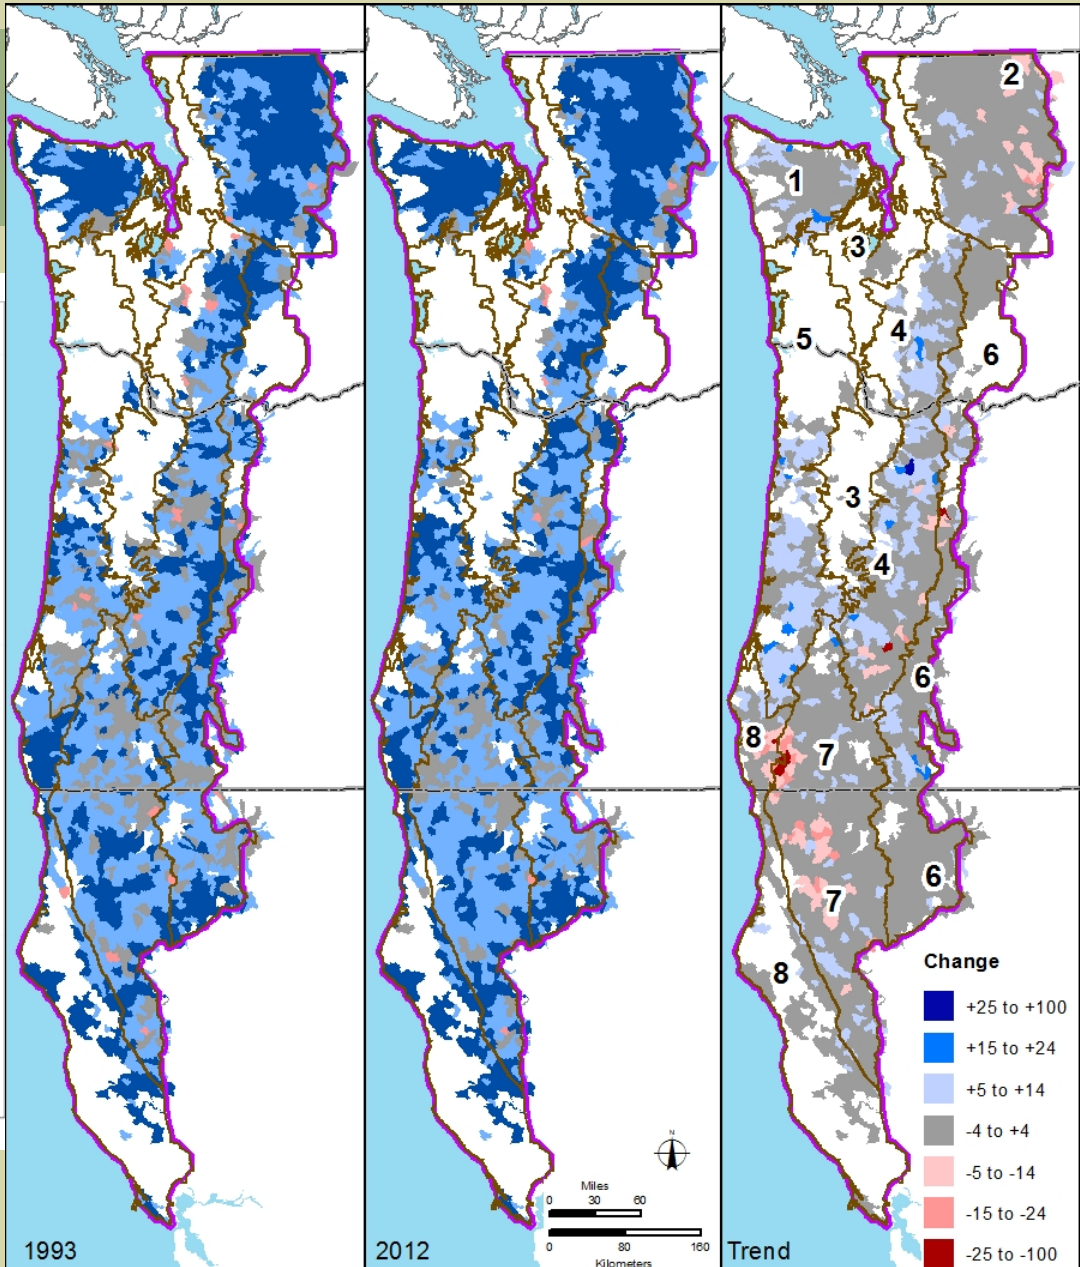 1993
2012
N
Miles
0 30 60
0 80 160
Kilometers
Trend
2
1
3
5
4
6
3
4
6
8
7
6
7
8
Change
+25 to +100
+15 to +24
+5 to +14
-4 to +4
-5 to -14
-15 to -24
-25 to -100